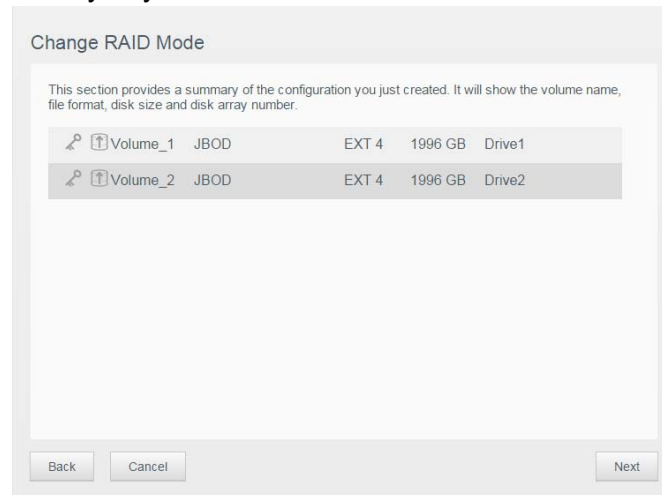 Change RAID Mode
This section provides a summary of the configuration you just created. It will show the volume name,
file format, disk size and disk array number.
Volume_1 JBOD EXT 4 1996 GB Drive1
Volume_2 JBOD EXT 4 1996 GB Drive2
Back Cancel Next